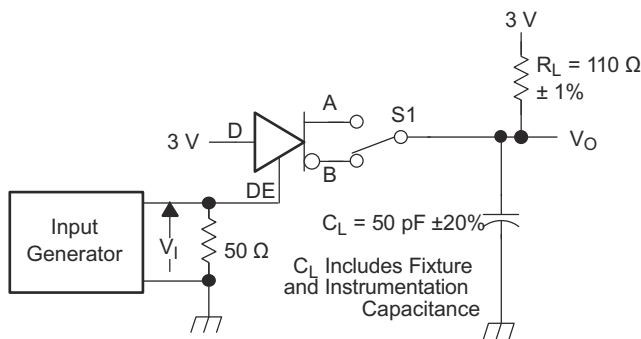 3 V
R_L = 110 Ω
± 1%
A
S1
3 V
D
V_O
B
DE
Input
Generator
V_I
50 Ω
C_L = 50 pF ±20%
C_L Includes Fixture
and Instrumentation
Capacitance